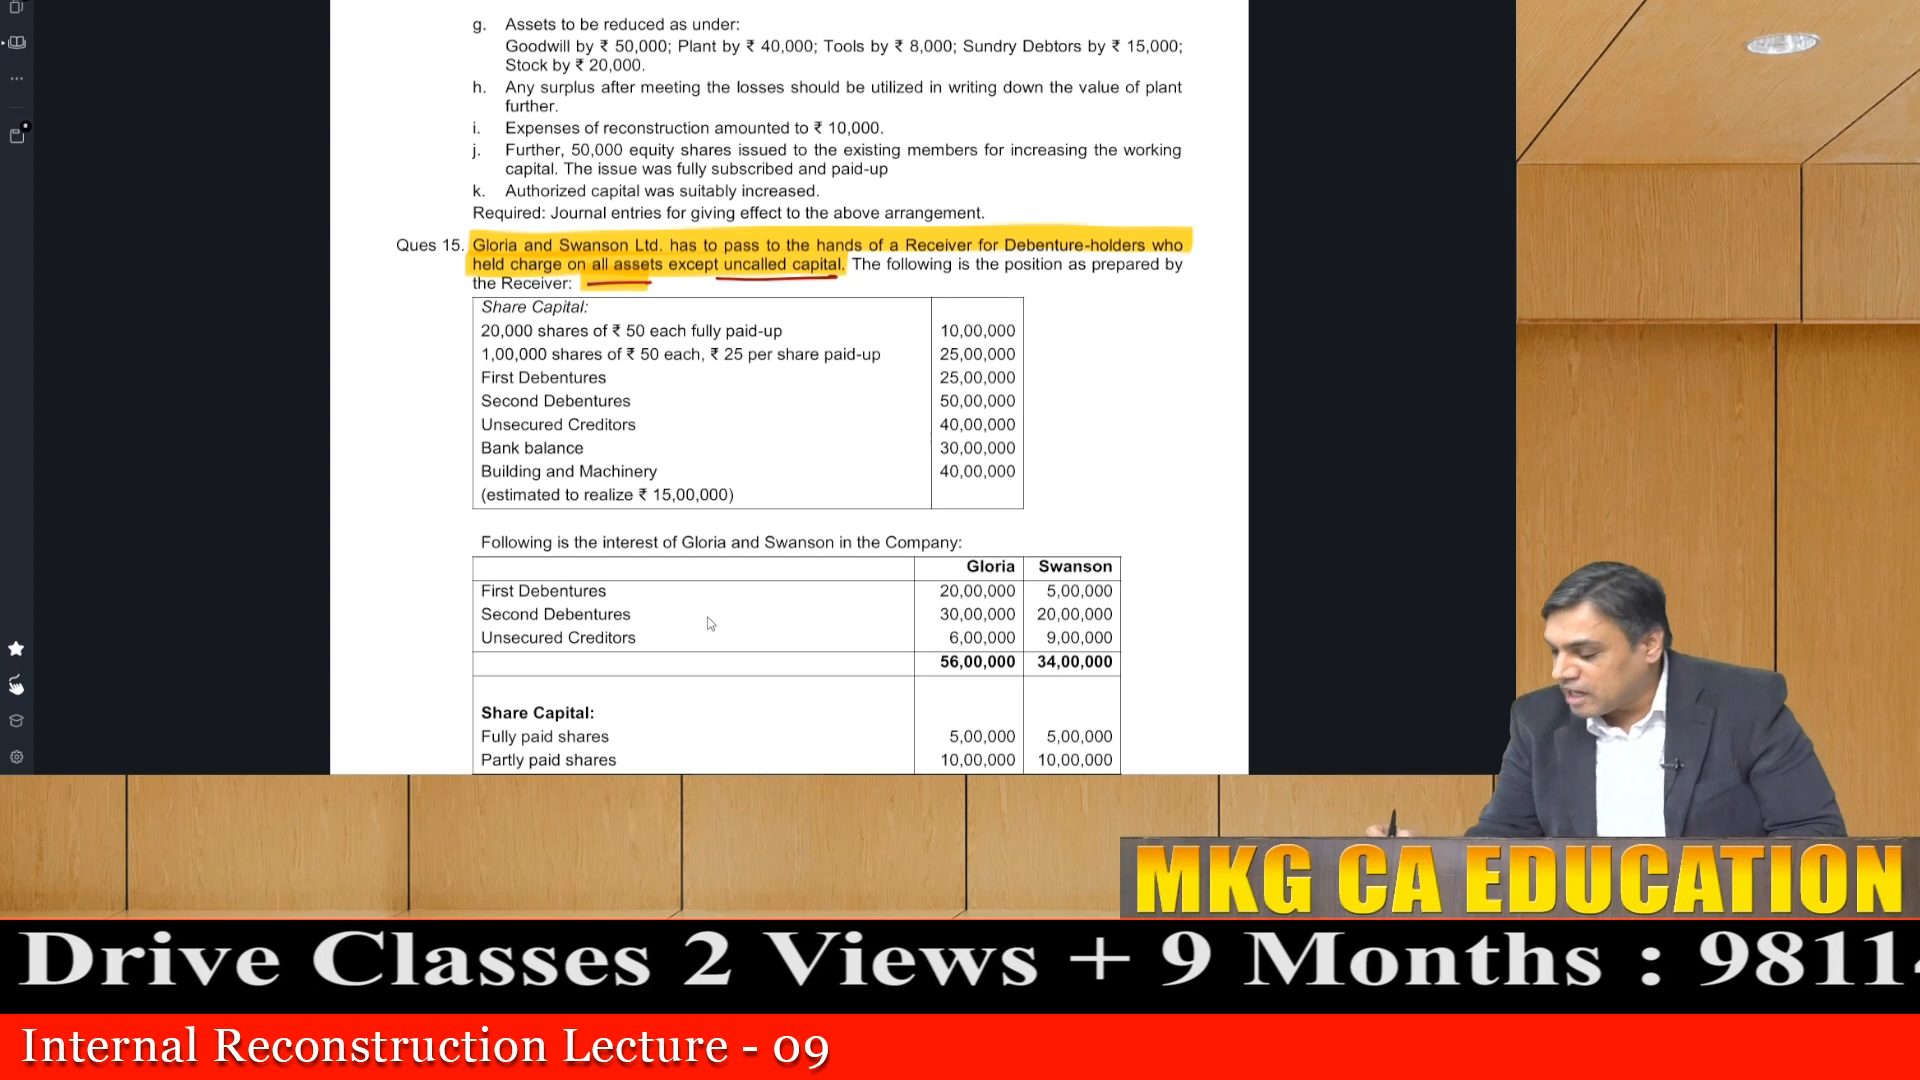 g. Assets to be reduced as under:
Goodwill by ₹ 50,000; Plant by ₹ 40,000; Tools by ₹ 8,000; Sundry Debtors by ₹ 15,000;
Stock by ₹ 20,000.
h. Any surplus after meeting the losses should be utilized in writing down the value of plant
further.
i. Expenses of reconstruction amounted to ₹ 10,000.
j. Further, 50,000 equity shares issued to the existing members for increasing the working
capital. The issue was fully subscribed and paid-up
k. Authorized capital was suitably increased.
Required: Journal entries for giving effect to the above arrangement.
Ques 15. Gloria and Swanson Ltd. has to pass to the hands of a Receiver for Debenture-holders who
held charge on all assets except uncalled capital. The following is the position as prepared by
the Receiver:
Share Capital:
20,000 shares of ₹ 50 each fully paid-up 10,00,000
1,00,000 shares of ₹ 50 each, ₹ 25 per share paid-up 25,00,000
First Debentures 25,00,000
Second Debentures 50,00,000
Unsecured Creditors 40,00,000
Bank balance 30,00,000
Building and Machinery 40,00,000
(estimated to realize ₹ 15,00,000)
Following is the interest of Gloria and Swanson in the Company:
Gloria Swanson
First Debentures 20,00,000 5,00,000
Second Debentures 30,00,000 20,00,000
Unsecured Creditors 6,00,000 9,00,000
56,00,000 34,00,000
Share Capital:
Fully paid shares 5,00,000 5,00,000
Partly paid shares 10,00,000 10,00,000
MKG CA EDUCATION
Drive Classes 2 Views + 9 Months : 9811
Internal Reconstruction Lecture - 09